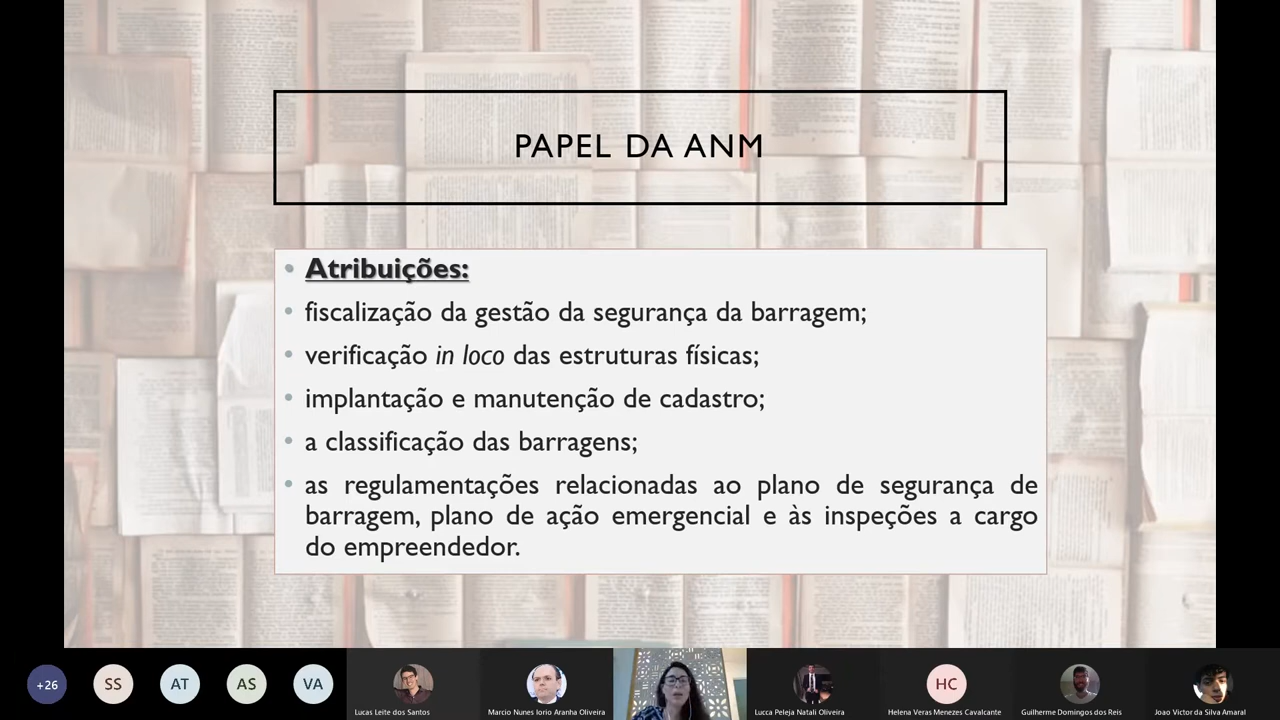 PAPEL DA ANM
• Atribuições:
• fiscalização da gestão da segurança da barragem;
• verificação in loco das estruturas físicas;
• implantação e manutenção de cadastro;
• a classificação das barragens;
• as regulamentações relacionadas ao plano de segurança de
barragem, plano de ação emergencial e às inspeções a cargo
do empreendedor.
+26
SS
AT
AS
VA
HC
Lucas Leite dos Santos
Marcio Nunes Iorio Aranha Oliveira
Lucca Peleja Natali Oliveira
Helena Veras Menezes Cavalcante
Guilherme Domingos dos Reis
Joao Victor da Silva Amaral